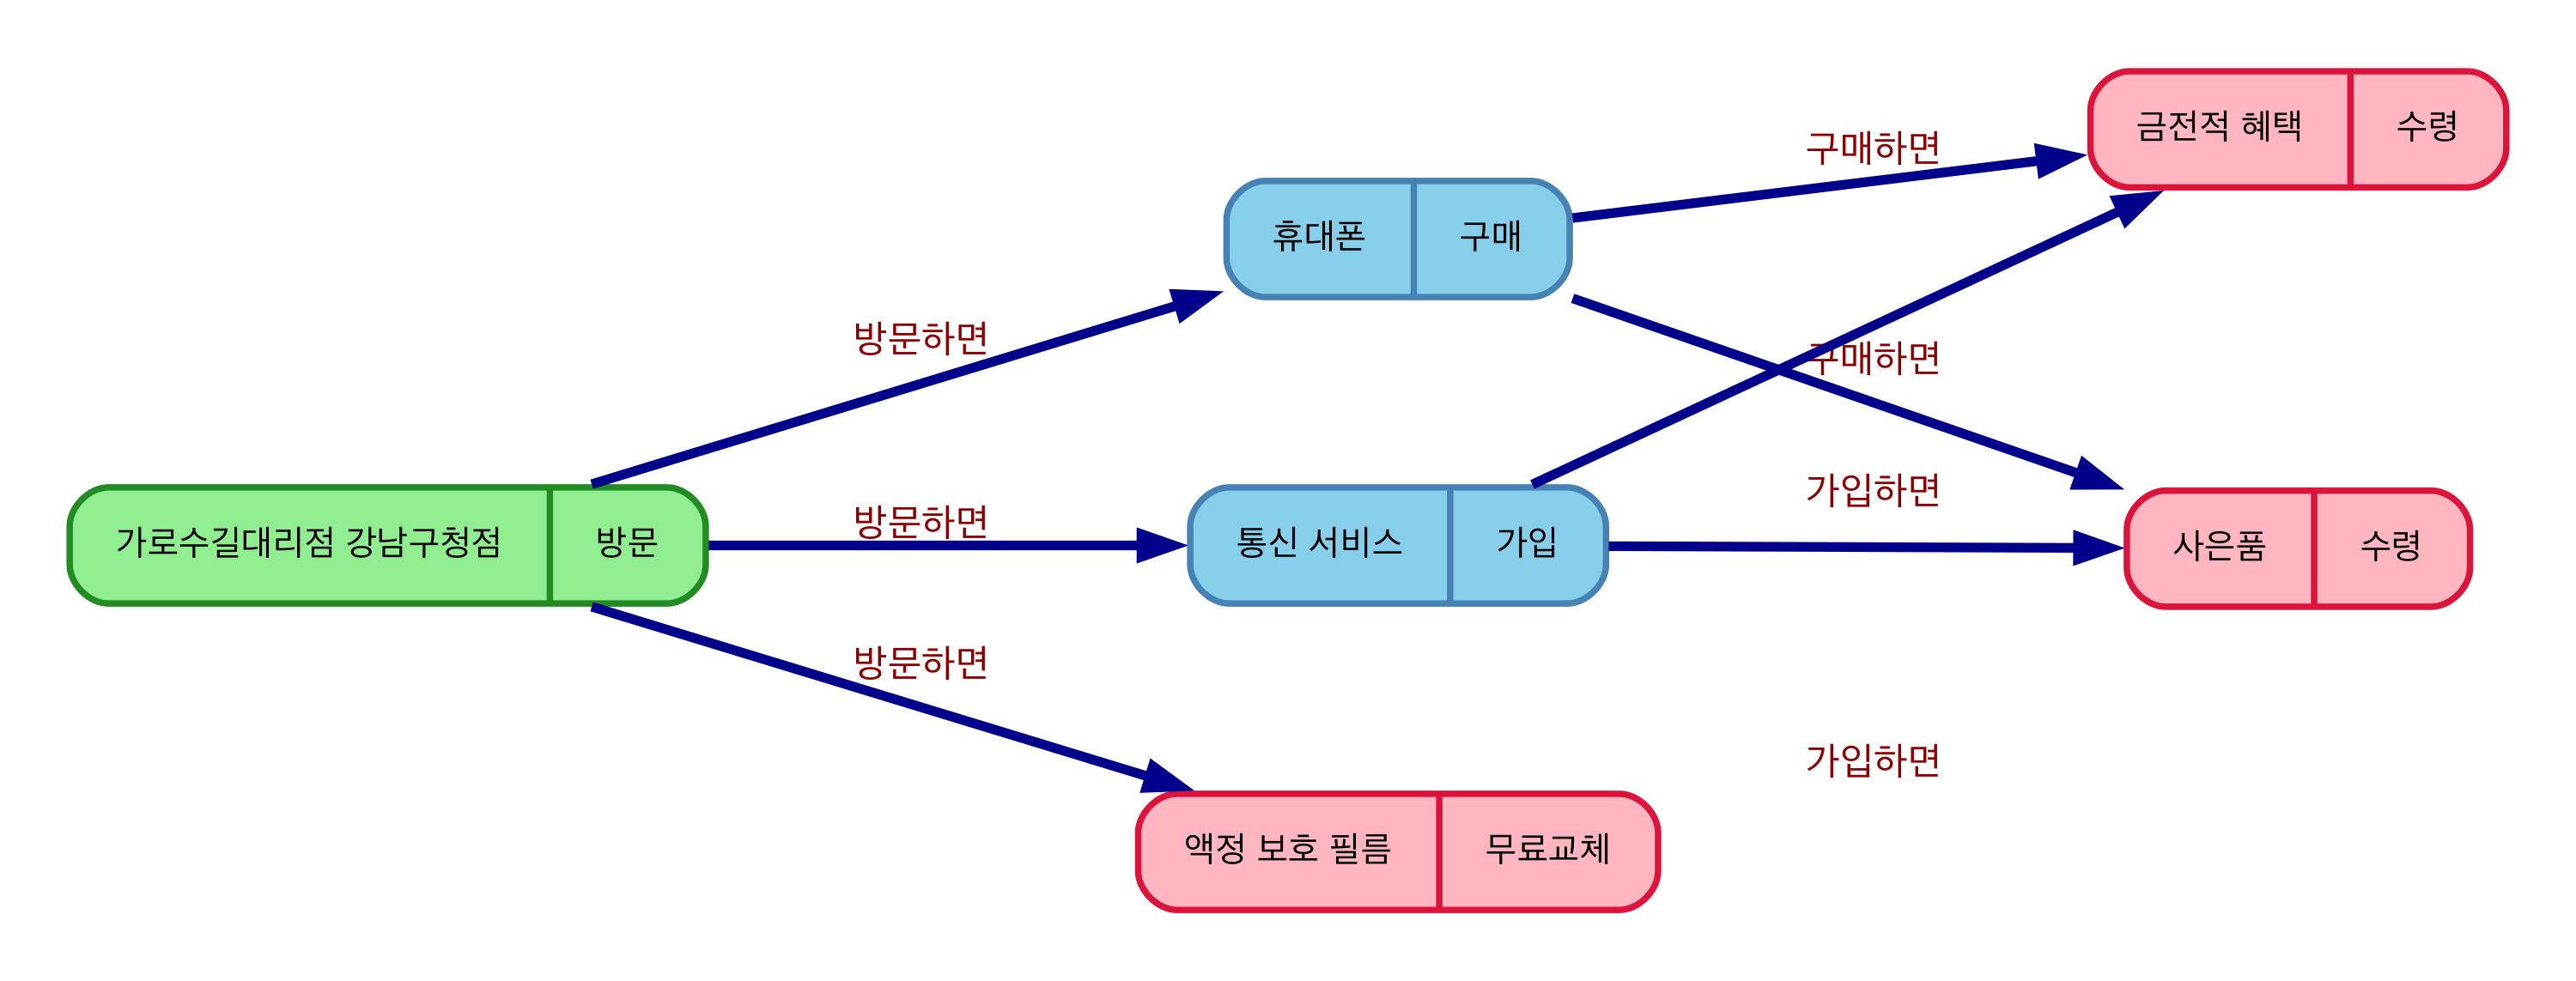 금전적 혜택 수령
구매하면
휴대폰 구매
방문하면
구매하면
가입하면
방문하면
가로수길대리점 강남구청점 방문
통신 서비스 가입
사은품 수령
방문하면
가입하면
액정 보호 필름 무료교체